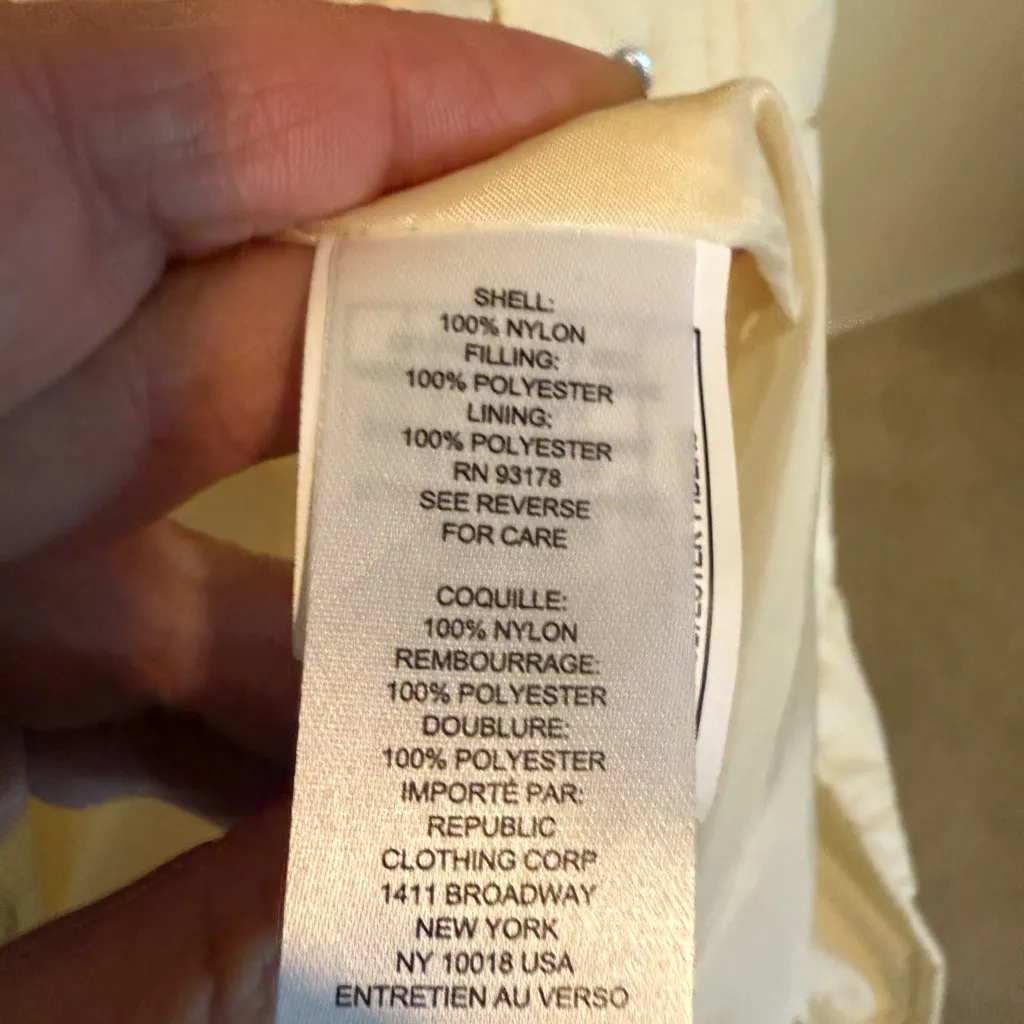 SHELL:
100% NYLON
FILLING:
100% POLYESTER
LINING:
100% POLYESTER
RN 93178
SEE REVERSE
FOR CARE
COQUILLE:
100% NYLON
REMBOURRAGE:
100% POLYESTER
DOUBLURE:
100% POLYESTER
IMPORTÉ PAR:
REPUBLIC
CLOTHING CORP
1411 BROADWAY
NEW YORK
NY 10018 USA
ENTRETIEN AU VERSO